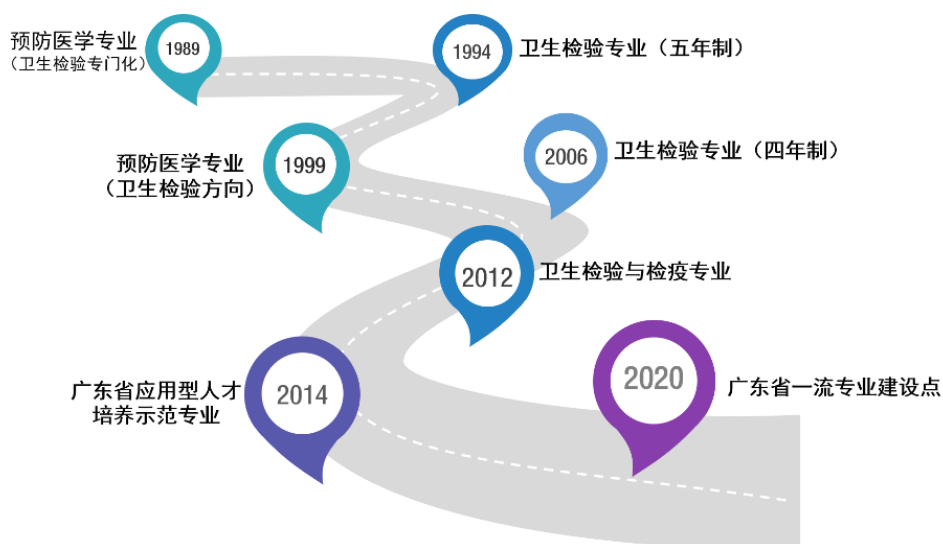 预防医学专业
（卫生检验专门化）
1989
1994
卫生检验专业（五年制）
预防医学专业
（卫生检验方向）
1999
2006
卫生检验专业（四年制）
2012
卫生检验与检疫专业
广东省应用型人才
培养示范专业
2014
2020
广东省一流专业建设点